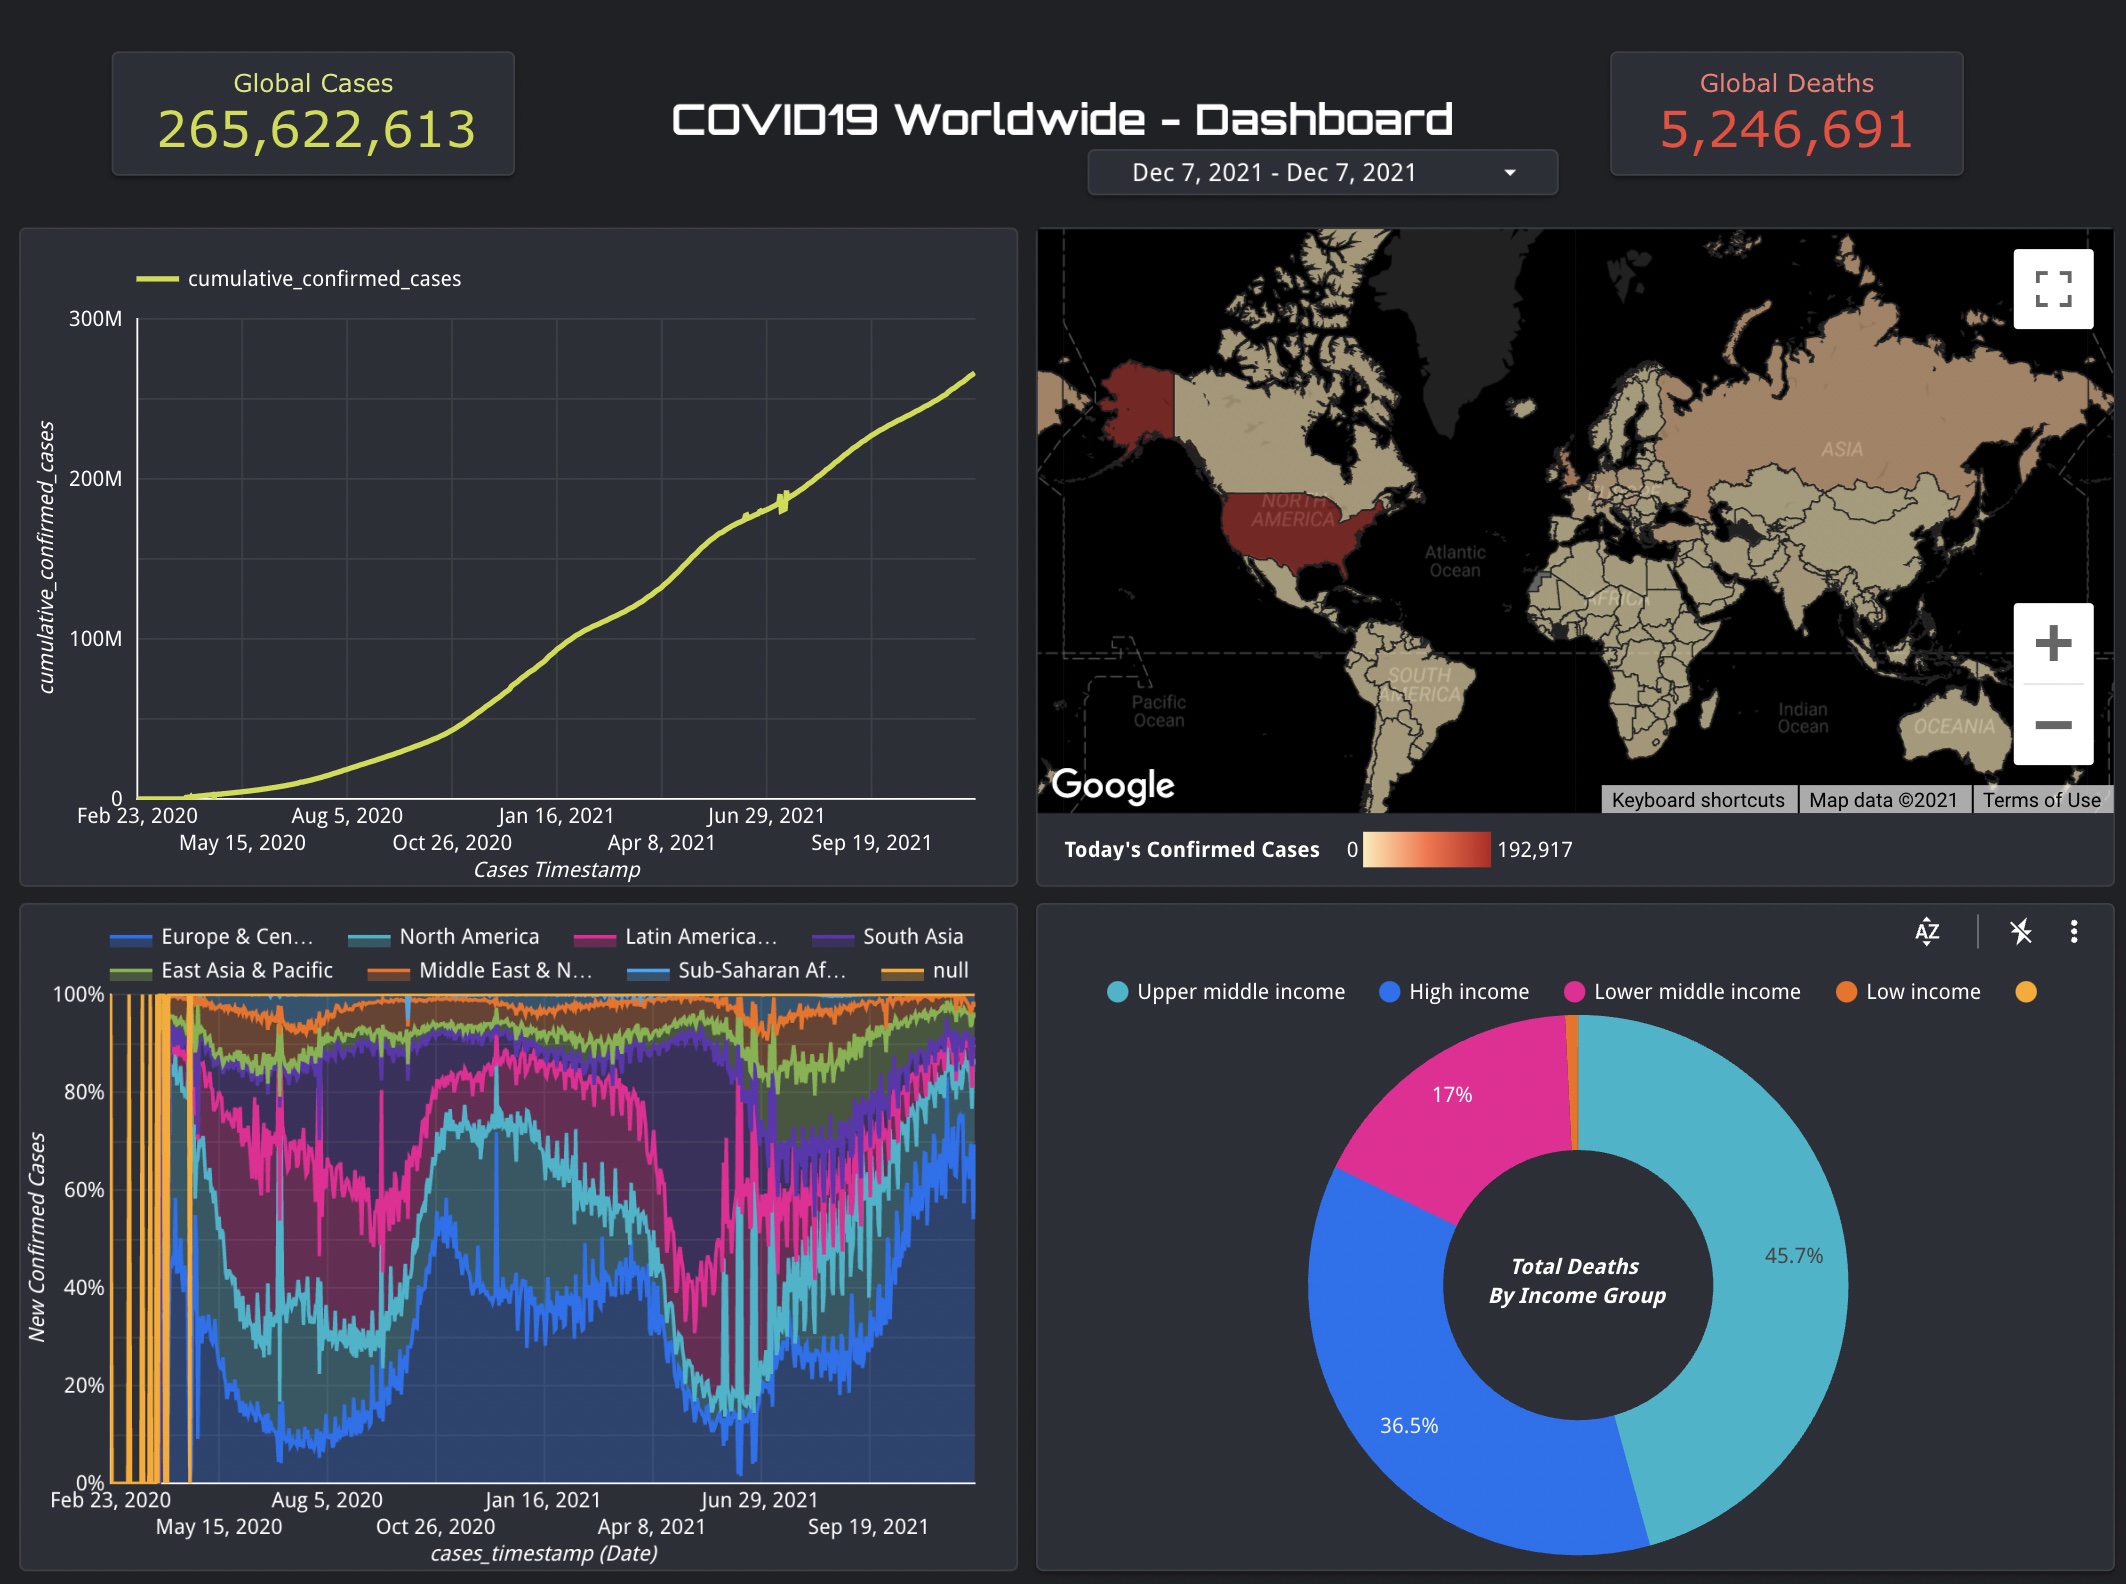 Global Cases
265,622,613
COVID19 Worldwide - Dashboard
Dec 7, 2021 - Dec 7, 2021
Global Deaths
5,246,691
cumulative_confirmed_cases
300M
200M
100M
0
cumulative_confirmed_cases
Feb 23, 2020
May 15, 2020
Aug 5, 2020
Oct 26, 2020
Jan 16, 2021
Apr 8, 2021
Jun 29, 2021
Sep 19, 2021
Cases Timestamp
ASIA
EUROPE
NORTH
AMERICA
Atlantic
Ocean
AFRICA
SOUTH
AMERICA
Pacific
Ocean
Indian
Ocean
OCEANIA
Google
Keyboard shortcuts
Map data ©2021
Terms of Use
Today's Confirmed Cases
0
192,917
Europe & Cen...
North America
Latin America...
South Asia
East Asia & Pacific
Middle East & N...
Sub-Saharan Af...
null
100%
80%
60%
40%
20%
0%
New Confirmed Cases
Feb 23, 2020
May 15, 2020
Aug 5, 2020
Oct 26, 2020
Jan 16, 2021
Apr 8, 2021
Jun 29, 2021
Sep 19, 2021
cases_timestamp (Date)
AZ
Upper middle income
High income
Lower middle income
Low income
17%
45.7%
36.5%
Total Deaths
By Income Group